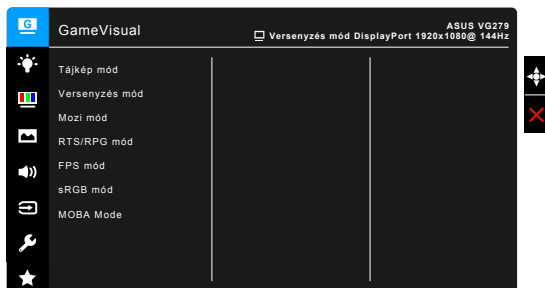 G
GameVisual
ASUS VG279
Versenyzés mód DisplayPort 1920x1080@ 144Hz
Tájkép mód
Versenyzés mód
Mozi mód
RTS/RPG mód
FPS mód
sRGB mód
MOBA Mode